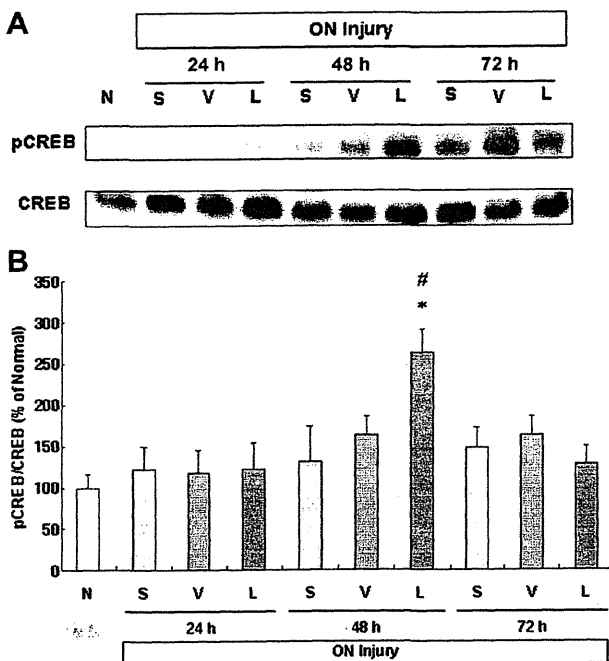 A
ON Injury
24 h 48 h 72 h
N S V L S V L S V L
pCREB
CREB
B
pCREB/CREB (% of Normal)
350
300
250
200
150
100
50
0
#
*
N S V L S V L S V L
24 h 48 h 72 h
ON Injury